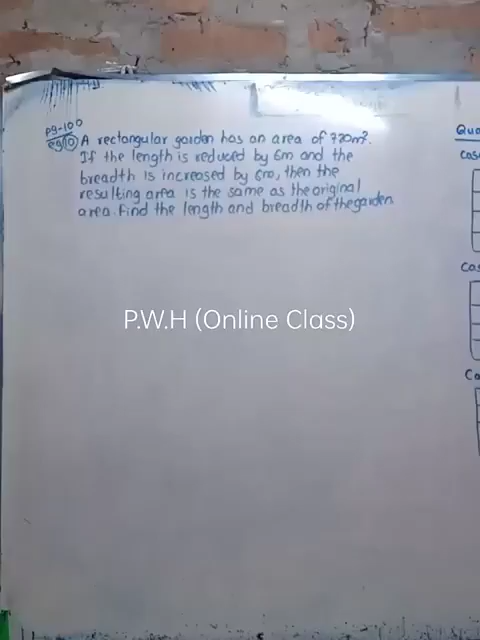 Pg-100
eg 10 A rectangular garden has an area of 720m².
If the length is reduced by 6m and the
breadth is increased by 6m, then the
resulting area is the same as the original
area. Find the length and breadth of the garden.
P.W.H (Online Class)
Qua
Cas
Cas
Ca